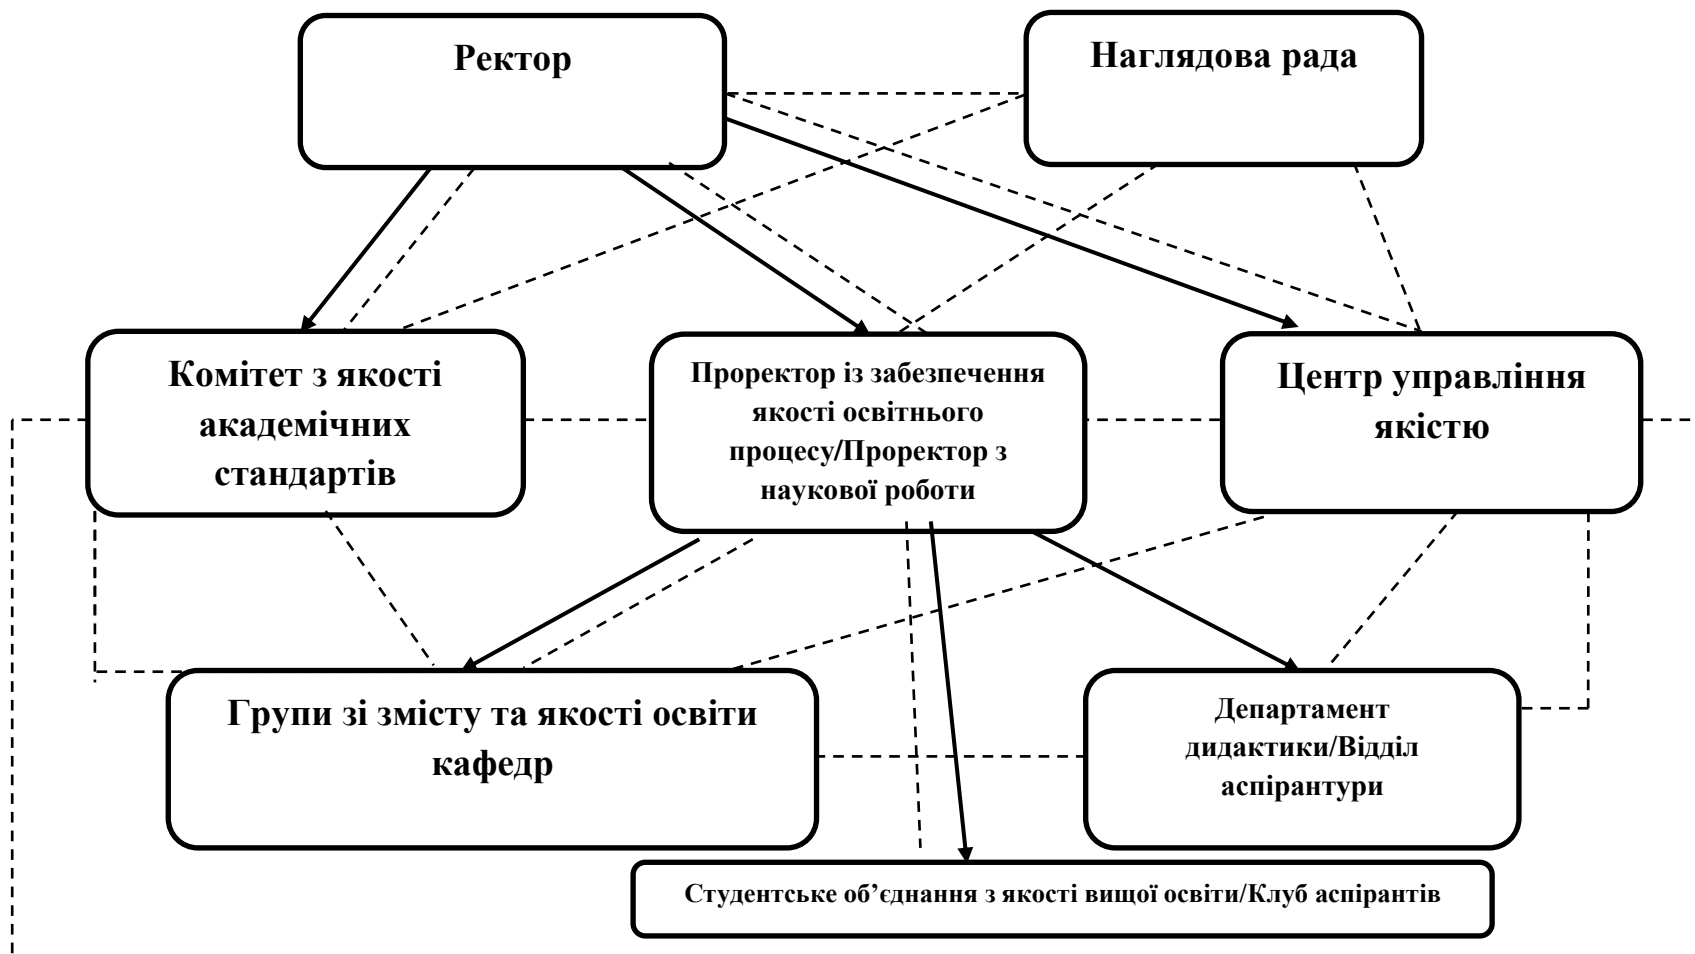 Ректор
Наглядова рада
Комітет з якості
академічних
стандартів
Проректор із забезпечення
якості освітнього
процесу/Проректор з
наукової роботи
Центр управління
якістю
Групи зі змісту та якості освіти
кафедр
Департамент
дидактики/Відділ
аспірантури
Студентське об’єднання з якості вищої освіти/Клуб аспірантів